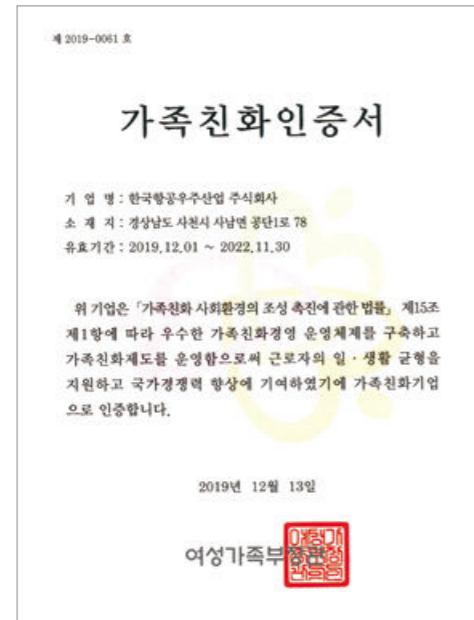 제 2019-0061 호
가족친화인증서
기 업 명 : 한국항공우주산업 주식회사
소 재 지 : 경상남도 사천시 사남면 공단1로 78
유효기간 : 2019.12.01 ~ 2022.11.30
위 기업은 「가족친화 사회환경의 조성 촉진에 관한 법률」 제15조
제1항에 따라 우수한 가족친화경영 운영체제를 구축하고
가족친화제도를 운영함으로써 근로자의 일 · 생활 균형을
지원하고 국가경쟁력 향상에 기여하였기에 가족친화기업
으로 인증합니다.
2019년 12월 13일
여성가족부장관